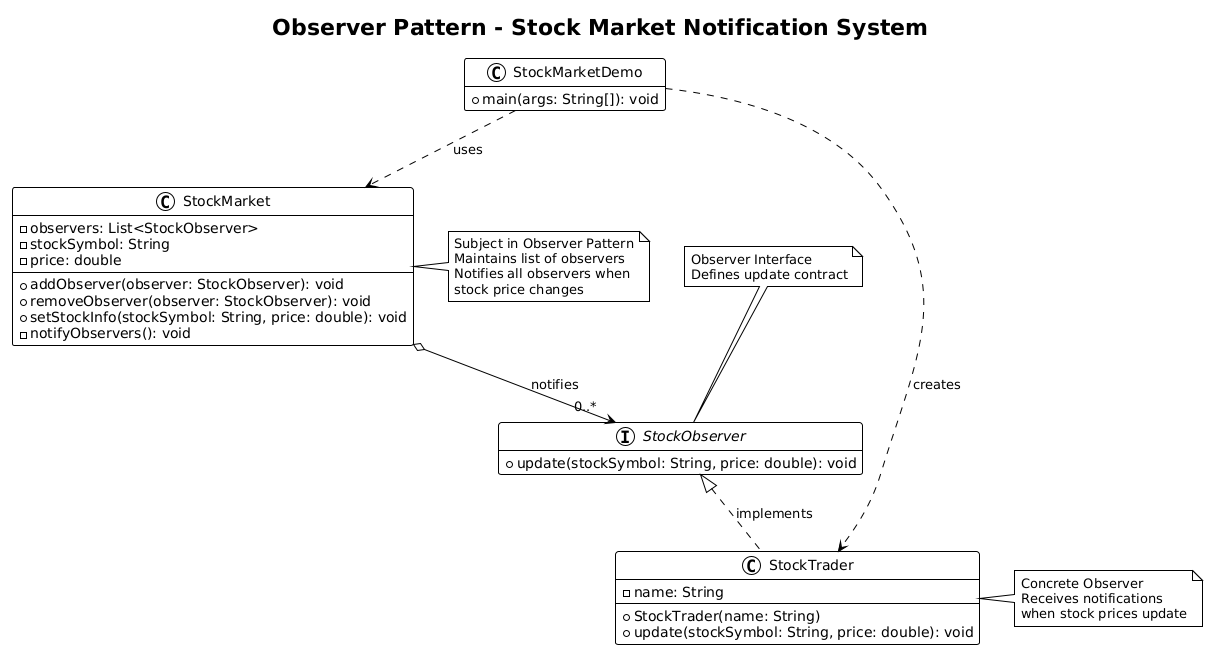 Observer Pattern - Stock Market Notification System
C StockMarketDemo
main(args: String[]): void
uses
C StockMarket
observers: List<StockObserver>
stockSymbol: String
price: double
addObserver(observer: StockObserver): void
removeObserver(observer: StockObserver): void
setStockInfo(stockSymbol: String, price: double): void
notifyObservers(): void
Subject in Observer Pattern
Maintains list of observers
Notifies all observers when
stock price changes
Observer Interface
Defines update contract
notifies
0..*
creates
I StockObserver
update(stockSymbol: String, price: double): void
implements
C StockTrader
name: String
StockTrader(name: String)
update(stockSymbol: String, price: double): void
Concrete Observer
Receives notifications
when stock prices update